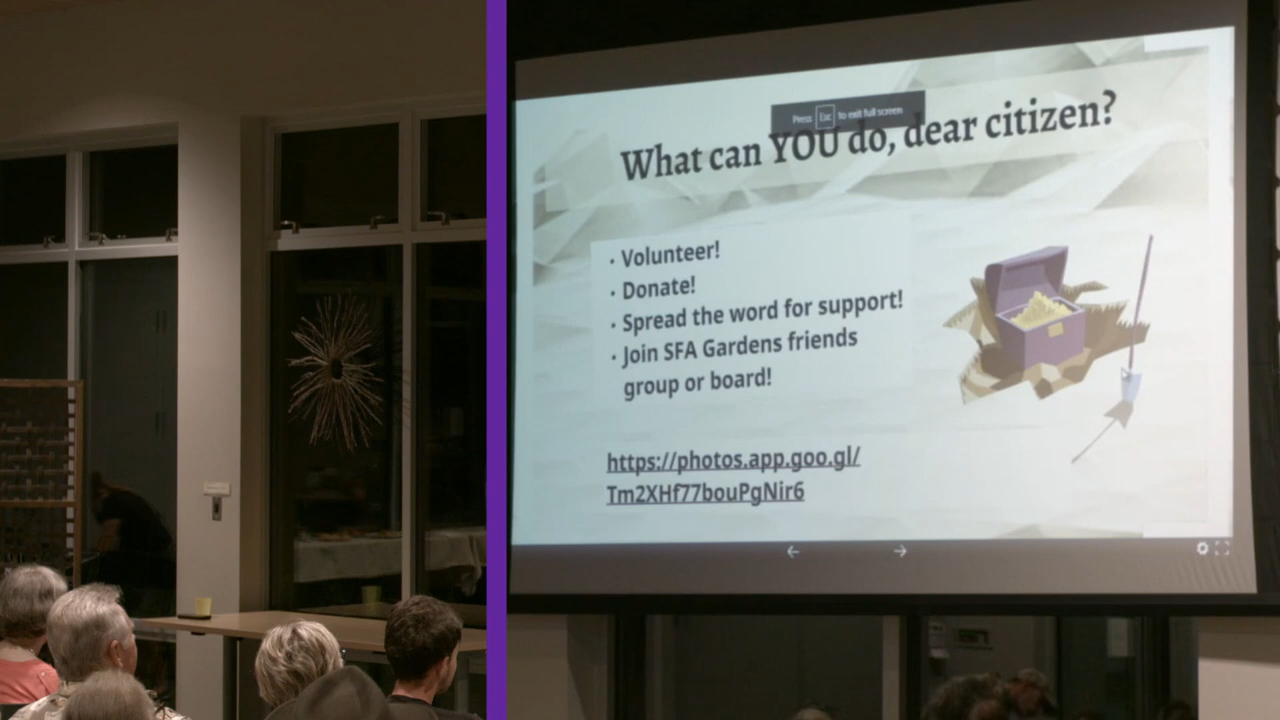 Press Esc to exit full screen
What can YOU do, dear citizen?
· Volunteer!
· Donate!
· Spread the word for support!
· Join SFA Gardens friends
group or board!
https://photos.app.goo.gl/
Tm2XHf77bouPgNir6